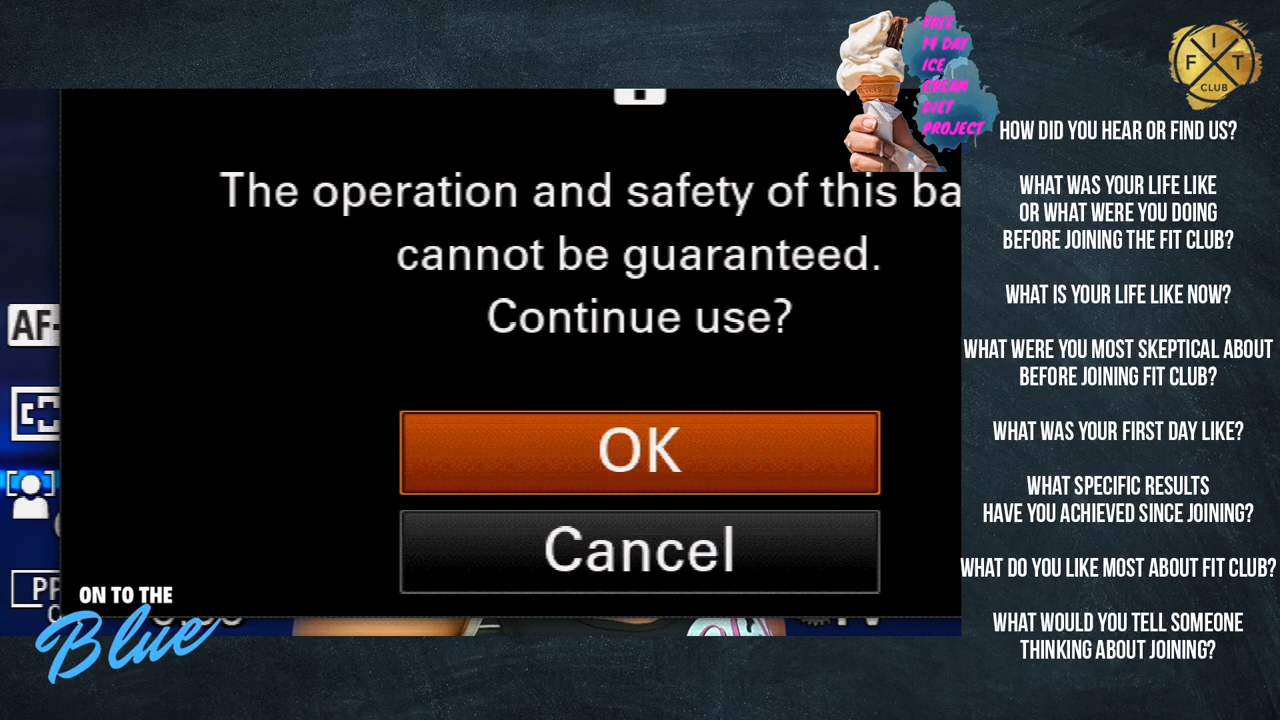 FREE
14 DAY
ICE
CREAM
DIET
PROJECT
FIT
CLUB
The operation and safety of this ba
cannot be guaranteed.
Continue use?
OK
Cancel
AF-
PP
ON TO THE
Blue
HOW DID YOU HEAR OR FIND US?
WHAT WAS YOUR LIFE LIKE
OR WHAT WERE YOU DOING
BEFORE JOINING THE FIT CLUB?
WHAT IS YOUR LIFE LIKE NOW?
WHAT WERE YOU MOST SKEPTICAL ABOUT
BEFORE JOINING FIT CLUB?
WHAT WAS YOUR FIRST DAY LIKE?
WHAT SPECIFIC RESULTS
HAVE YOU ACHIEVED SINCE JOINING?
WHAT DO YOU LIKE MOST ABOUT FIT CLUB?
WHAT WOULD YOU TELL SOMEONE
THINKING ABOUT JOINING?